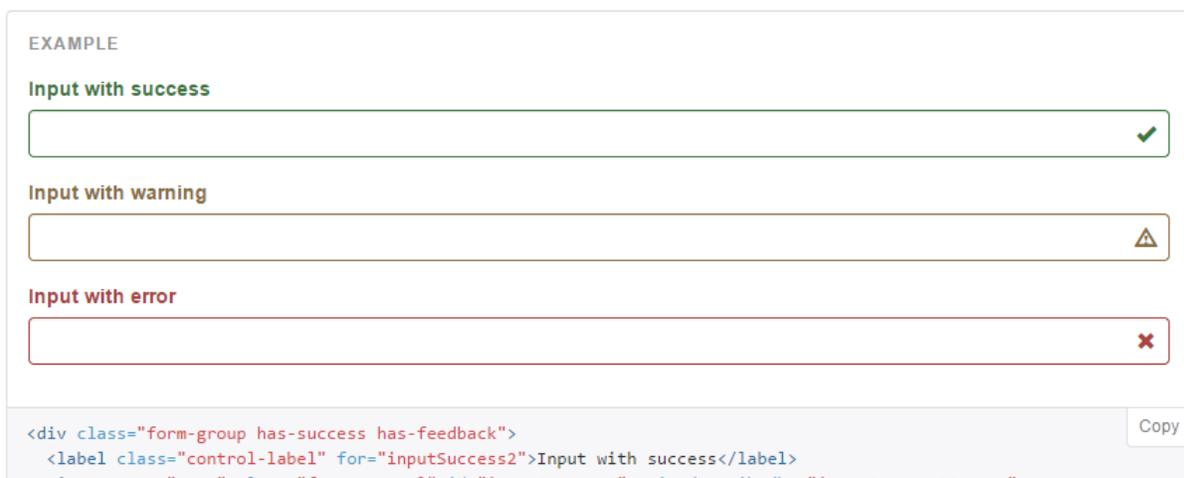 EXAMPLE
Input with success
Input with warning
Input with error
Copy
<div class="form-group has-success has-feedback">
<label class="control-label" for="inputSuccess2">Input with success</label>